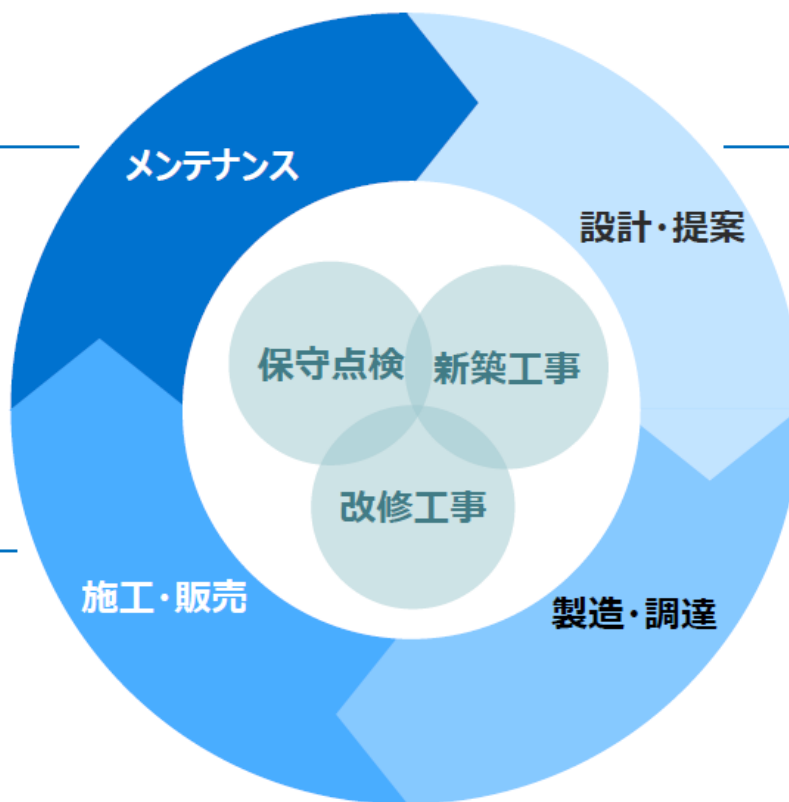 メンテナンス
設計・提案
保守点検
新築工事
改修工事
施工・販売
製造・調達